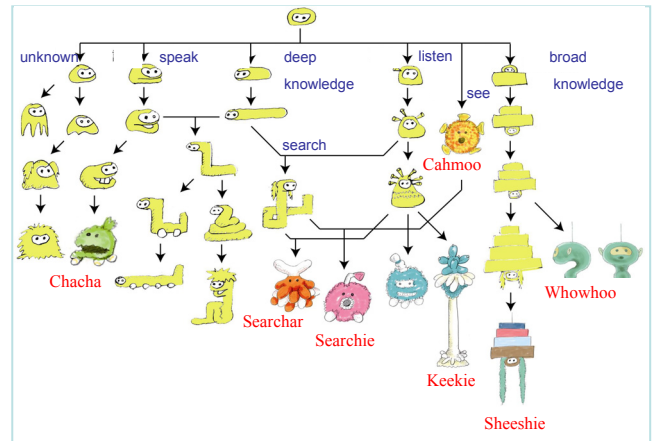 unknown
speak
deep
knowledge
listen
see
broad
knowledge
search
Cahmoo
Chacha
Searchar
Searchie
Keekie
Whowhoo
Sheeshie